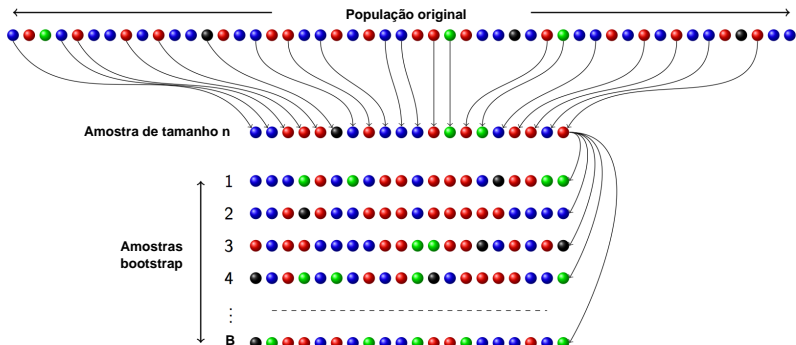 População original
Amostra de tamanho n
1
2
Amostras
bootstrap
3
4
⋮
B